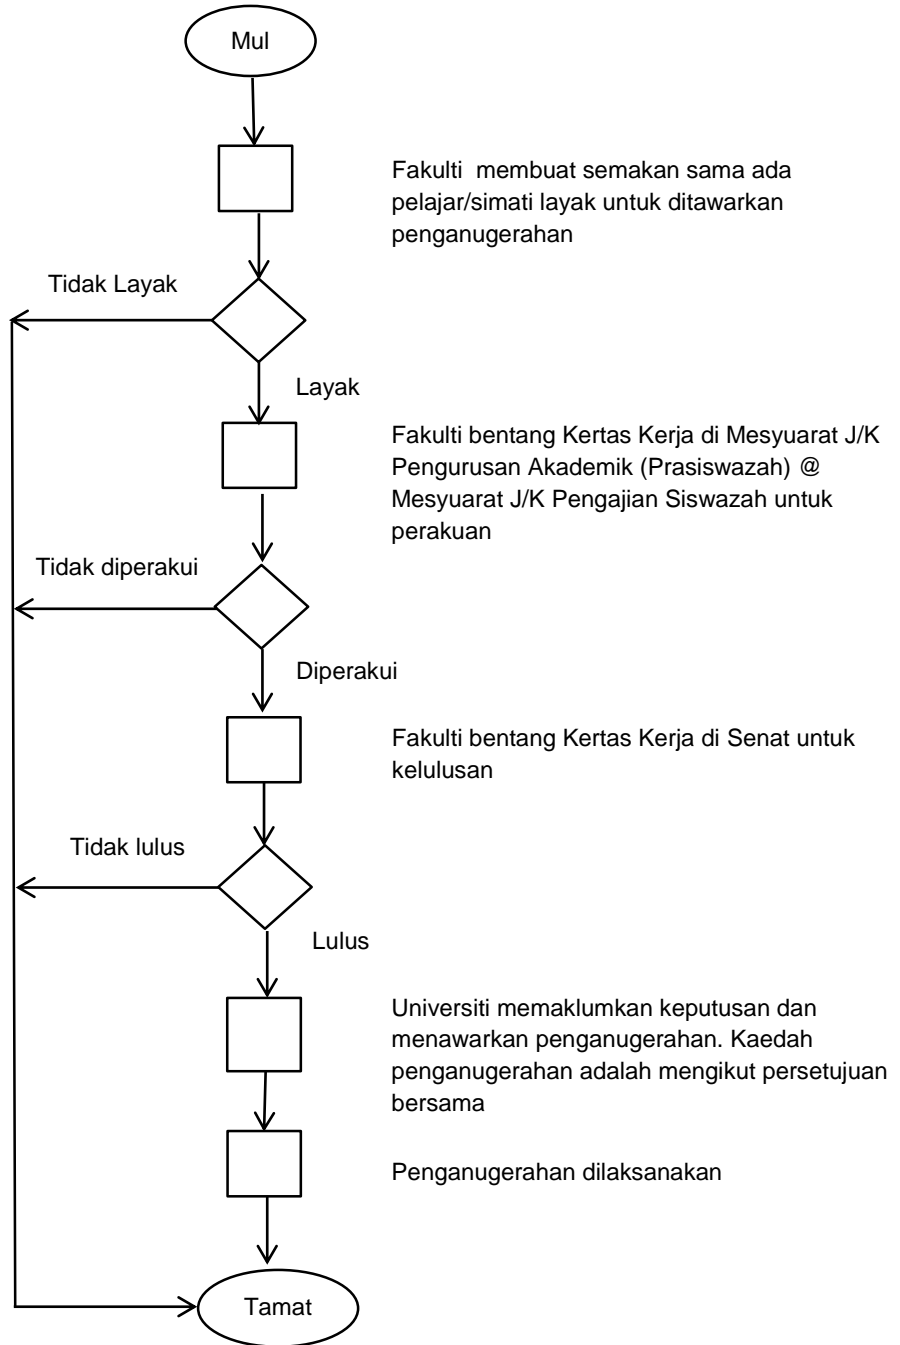 Mul
Fakulti membuat semakan sama ada
pelajar/simati layak untuk ditawarkan
penganugerahan
Tidak Layak
Layak
Fakulti bentang Kertas Kerja di Mesyuarat J/K
Pengurusan Akademik (Prasiswazah) @
Mesyuarat J/K Pengajian Siswazah untuk
perakuan
Tidak diperakui
Diperakui
Fakulti bentang Kertas Kerja di Senat untuk
kelulusan
Tidak lulus
Lulus
Universiti memaklumkan keputusan dan
menawarkan penganugerahan. Kaedah
penganugerahan adalah mengikut persetujuan
bersama
Penganugerahan dilaksanakan
Tamat